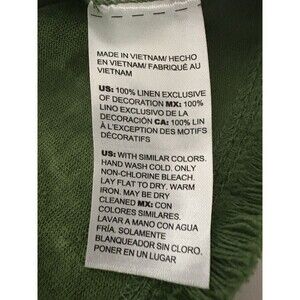 MADE IN VIETNAM/ HECHO
EN VIETNAM/ FABRIQUÉ AU
VIETNAM
US: 100% LINEN EXCLUSIVE
OF DECORATION MX: 100%
LINO EXCLUSIVO DE LA
DECORACIÓN CA: 100% LIN
À L'EXCEPTION DES MOTIFS
DÉCORATIFS
US: WITH SIMILAR COLORS.
HAND WASH COLD. ONLY
NON-CHLORINE BLEACH.
LAY FLAT TO DRY. WARM
IRON, MAY BE DRY
CLEANED MX: CON
COLORES SIMILARES.
LAVAR A MANO CON AGUA
FRÍA. SOLAMENTE
BLANQUEADOR SIN CLORO.
PONER EN UN LUGAR